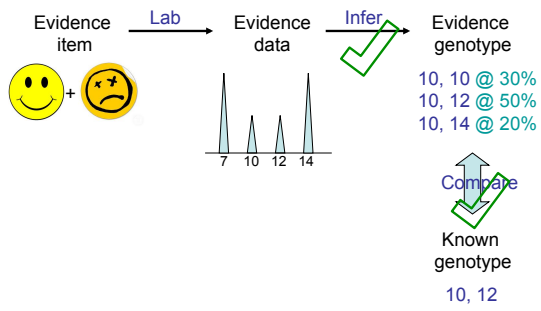 Evidence
item
Lab
Evidence
data
Infer
Evidence
genotype
+
7 10 12 14
10, 10 @ 30%
10, 12 @ 50%
10, 14 @ 20%
Compare
Known
genotype
10, 12